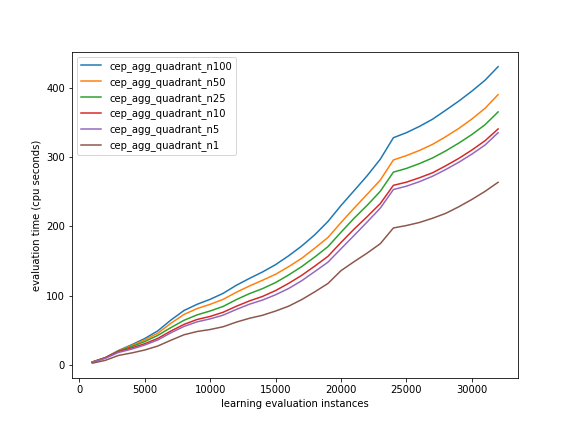 cep_agg_quadrant_n100
cep_agg_quadrant_n50
cep_agg_quadrant_n25
cep_agg_quadrant_n10
cep_agg_quadrant_n5
cep_agg_quadrant_n1
evaluation time (cpu seconds)
400
300
200
100
0
0 5000 10000 15000 20000 25000 30000
learning evaluation instances